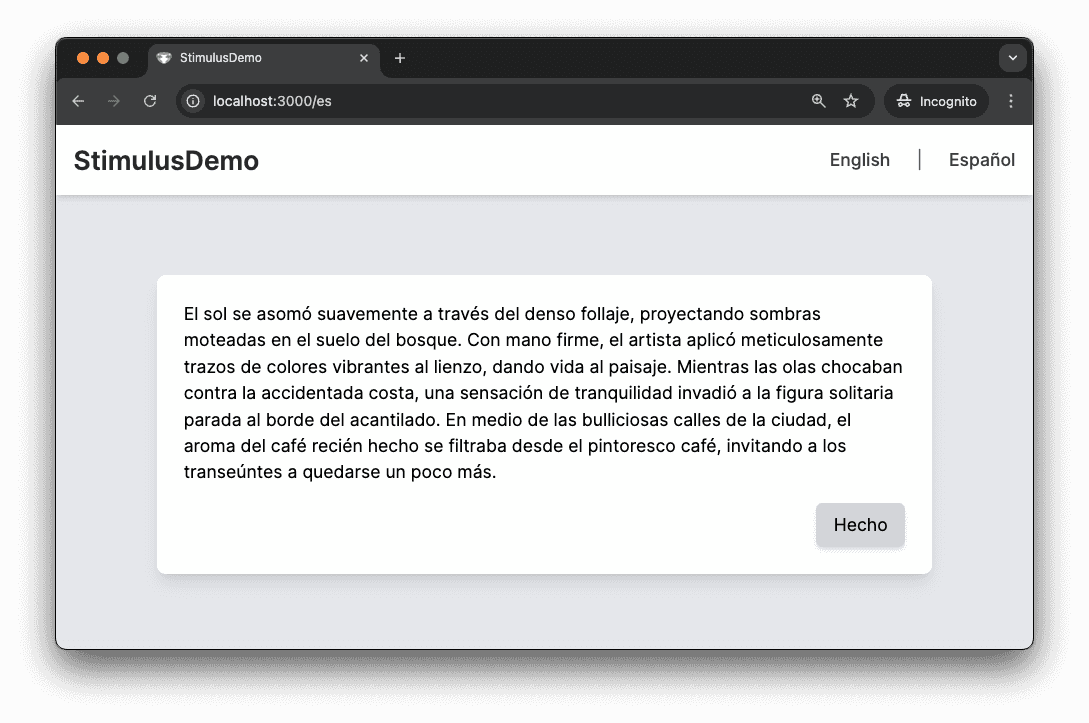 StimulusDemo
localhost:3000/es
Incognito
StimulusDemo
English | Español
El sol se asomó suavemente a través del denso follaje, proyectando sombras
moteadas en el suelo del bosque. Con mano firme, el artista aplicó meticulosamente
trazos de colores vibrantes al lienzo, dando vida al paisaje. Mientras las olas chocaban
contra la accidentada costa, una sensación de tranquilidad invadió a la figura solitaria
parada al borde del acantilado. En medio de las bulliciosas calles de la ciudad, el
aroma del café recién hecho se filtraba desde el pintoresco café, invitando a los
transeúntes a quedarse un poco más.
Hecho